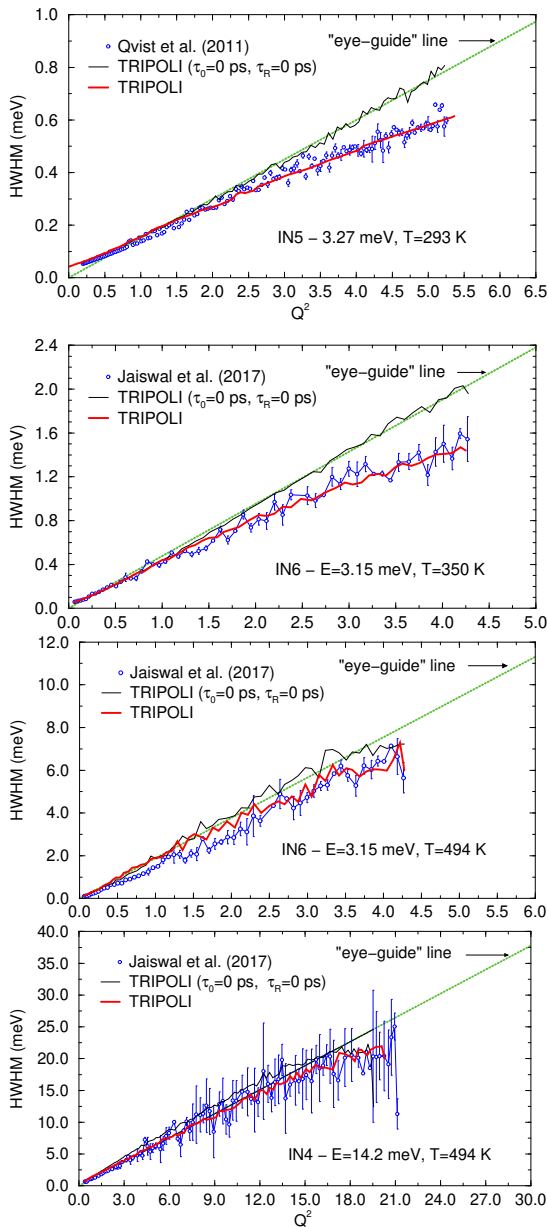 1.0
0.8
0.6
0.4
0.2
0.0
HWHM (meV)
Qvist et al. (2011)
TRIPOLI (τ0=0 ps, τR=0 ps)
TRIPOLI
"eye−guide" line
IN5 − 3.27 meV, T=293 K
0.0 0.5 1.0 1.5 2.0 2.5 3.0 3.5 4.0 4.5 5.0 5.5 6.0 6.5
Q²
2.4
2.0
1.6
1.2
0.8
0.4
0.0
HWHM (meV)
Jaiswal et al. (2017)
TRIPOLI (τ0=0 ps, τR=0 ps)
TRIPOLI
"eye−guide" line
IN6 − E=3.15 meV, T=350 K
0.0 0.5 1.0 1.5 2.0 2.5 3.0 3.5 4.0 4.5 5.0
12.0
10.0
8.0
6.0
4.0
2.0
0.0
HWHM (meV)
Jaiswal et al. (2017)
TRIPOLI (τ0=0 ps, τR=0 ps)
TRIPOLI
"eye−guide" line
IN6 − E=3.15 meV, T=494 K
0.0 0.5 1.0 1.5 2.0 2.5 3.0 3.5 4.0 4.5 5.0 5.5 6.0
40.0
35.0
30.0
25.0
20.0
15.0
10.0
5.0
0.0
HWHM (meV)
Jaiswal et al. (2017)
TRIPOLI (τ0=0 ps, τR=0 ps)
TRIPOLI
"eye−guide" line
IN4 − E=14.2 meV, T=494 K
0.0 3.0 6.0 9.0 12.0 15.0 18.0 21.0 24.0 27.0 30.0
Q²